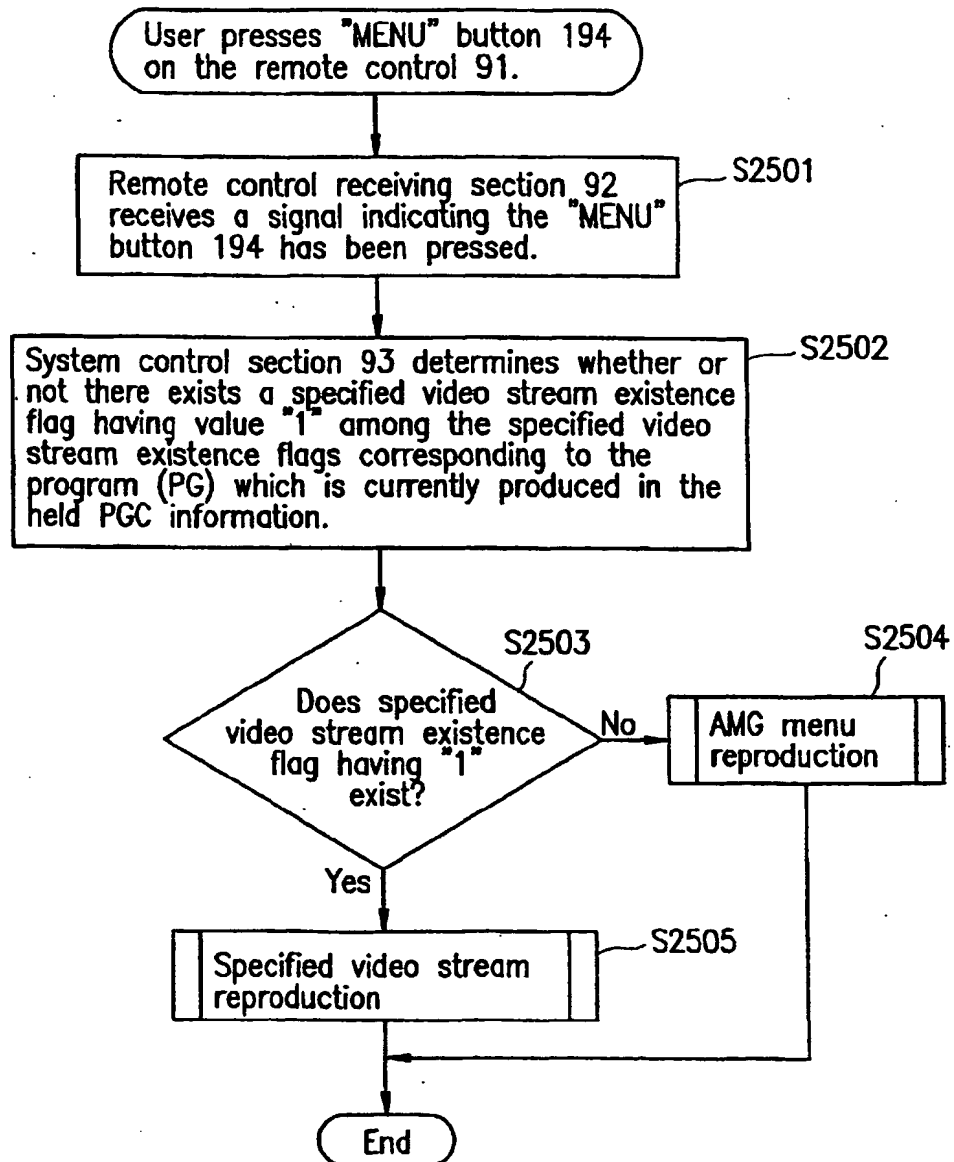 User presses "MENU" button 194
on the remote control 91.
S2501
Remote control receiving section 92
receives a signal indicating the "MENU"
button 194 has been pressed.
S2502
System control section 93 determines whether or
not there exists a specified video stream existence
flag having value "1" among the specified video
stream existence flags corresponding to the
program (PG) which is currently produced in the
held PGC information.
S2503
Does specified
video stream existence
flag having "1"
exist?
No
S2504
AMG menu
reproduction
Yes
S2505
Specified video stream
reproduction
End